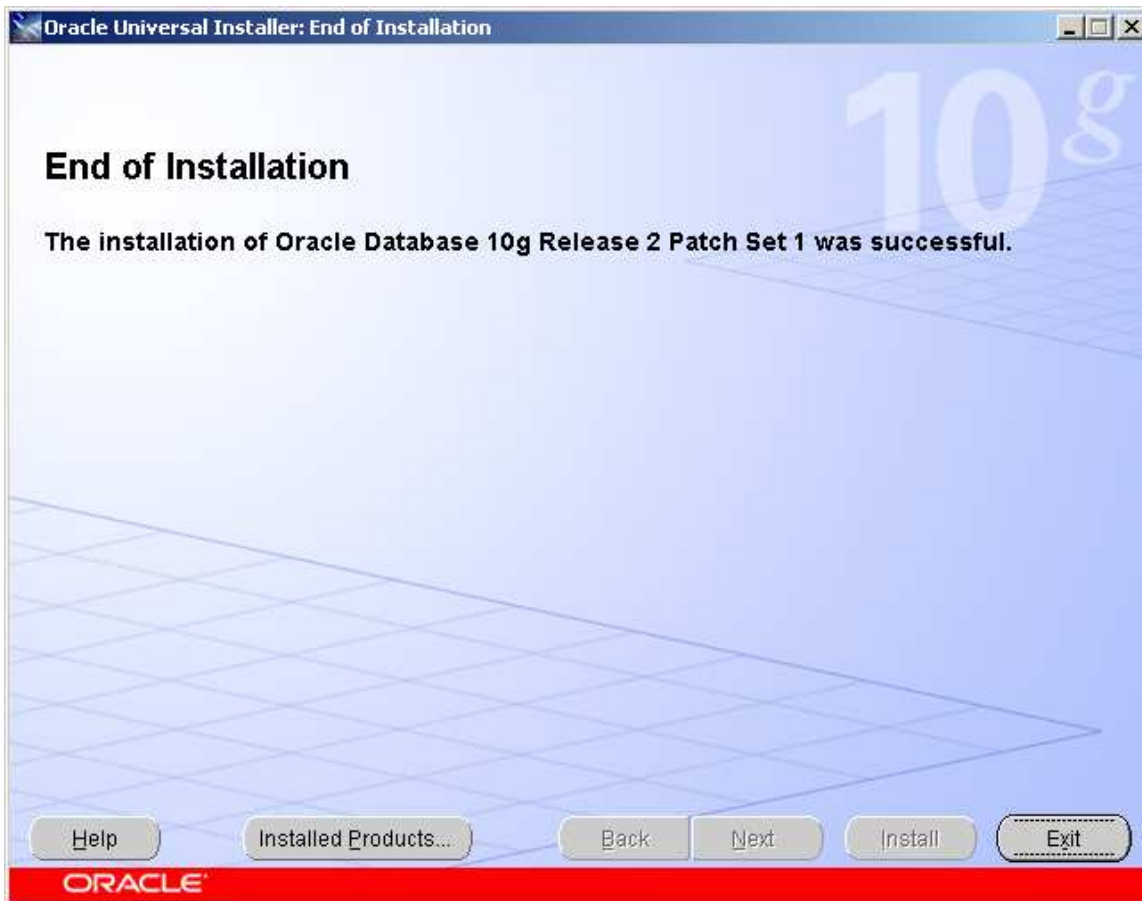 Oracle Universal Installer: End of Installation
10g
End of Installation
The installation of Oracle Database 10g Release 2 Patch Set 1 was successful.
Help Installed Products... Back Next Install Exit
ORACLE